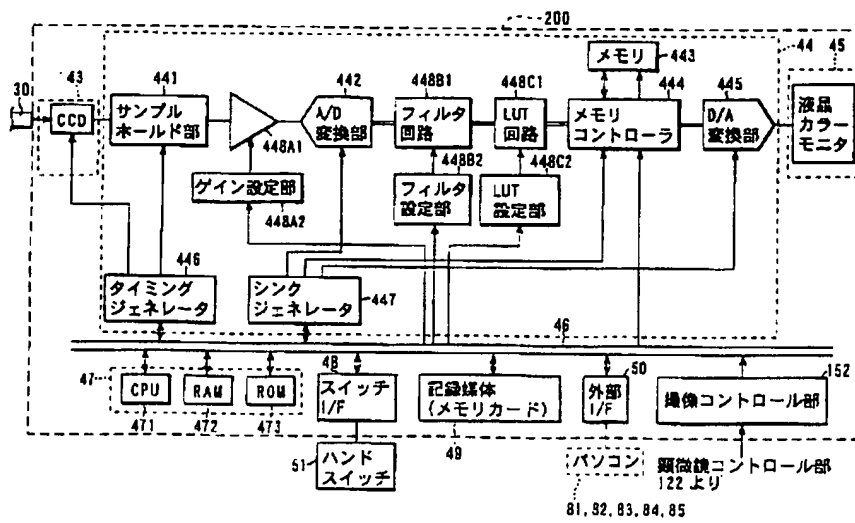 200
43
441
442
448B1
448C1
メモリ
443
44
45
30
444
445
CCD
サンプル
ホールド部
448A1
A/D
変換部
フィルタ
回路
LUT
回路
メモリ
コントローラ
D/A
変換部
液晶
カラー
モニタ
448B2
448C2
ゲイン設定部
448A2
フィルタ
設定部
LUT
設定部
446
タイミング
ジェネレータ
シンク
ジェネレータ
447
46
47
CPU
RAM
ROM
471
472
473
48
スイッチ
I/F
記録媒体
(メモリカード)
49
50
外部
I/F
152
撮像コントロール部
51
ハンド
スイッチ
パソコン
81, 82, 83, 84, 85
顕微鏡コントロール部
122より